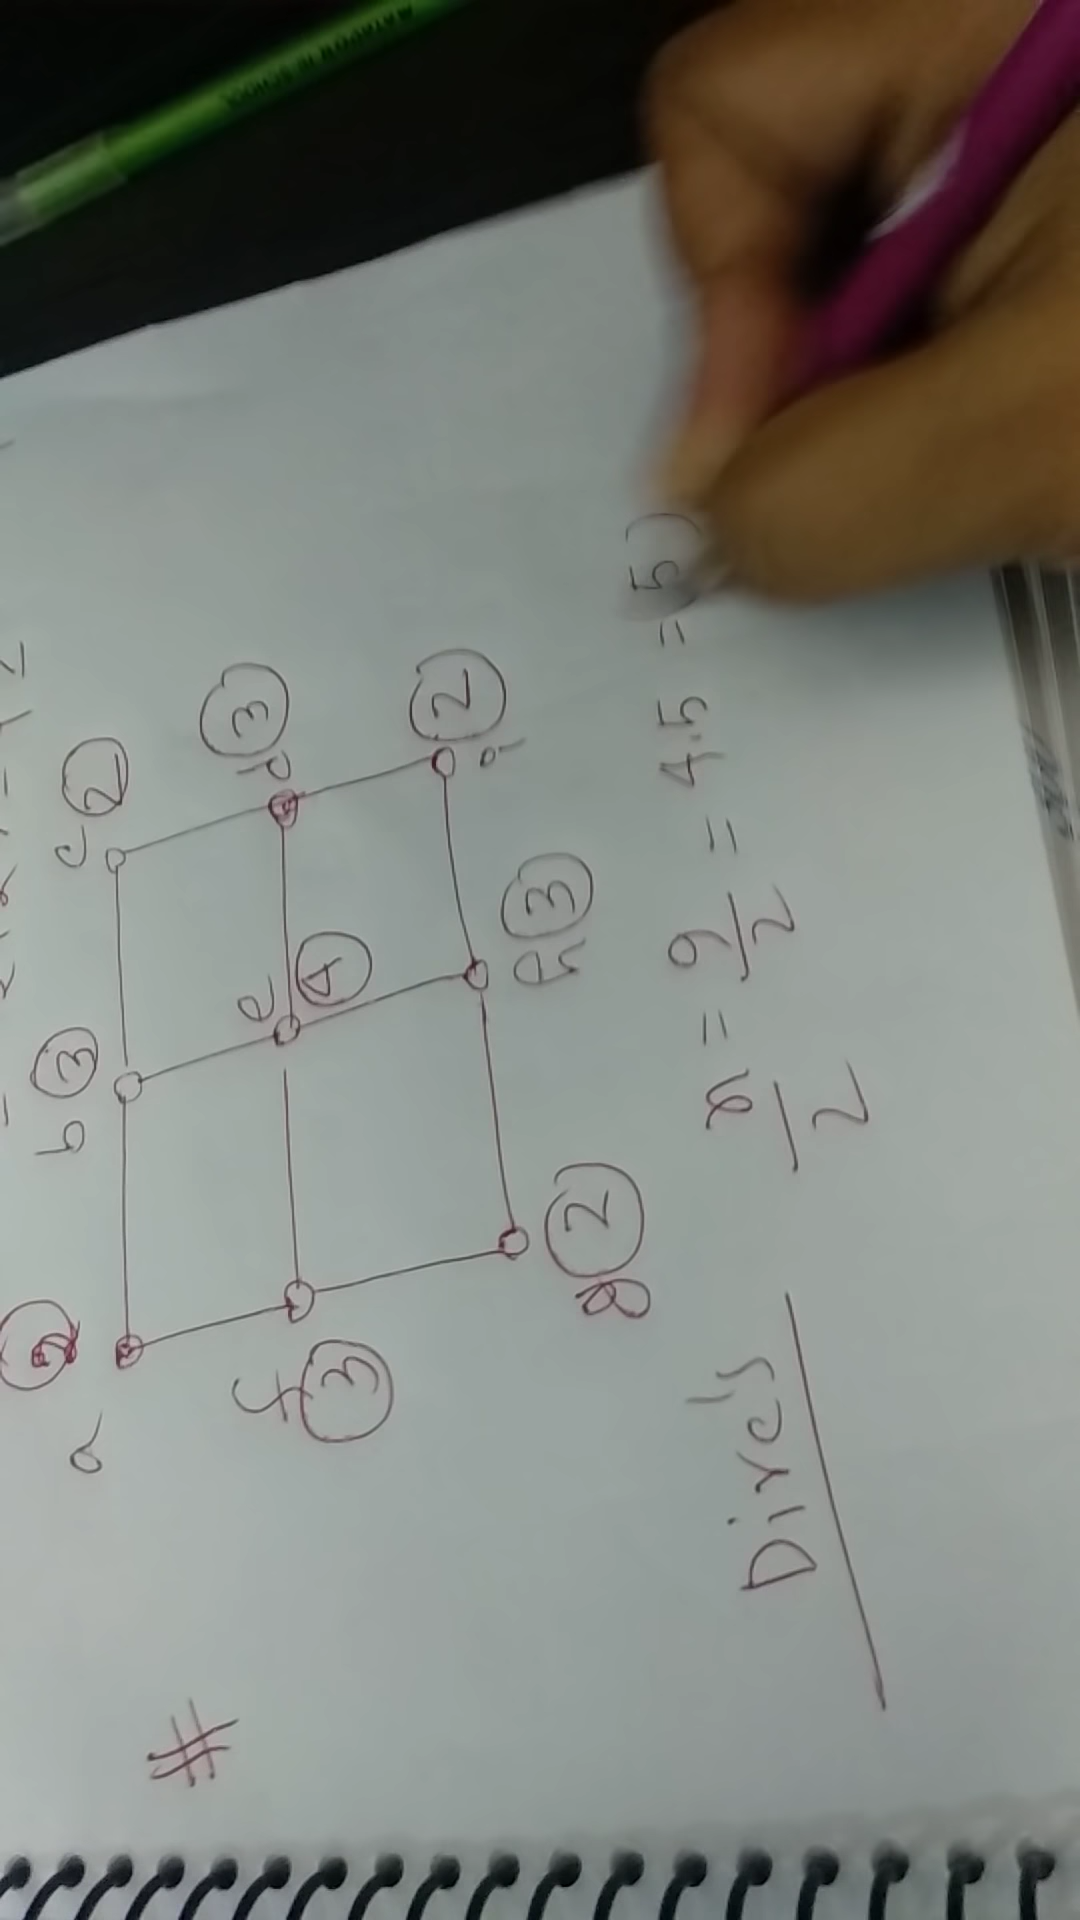 a b ③ c ②
f ③ e ④ d ③
g ② h ③ i ②
Dirac's n/2 = 9/2 = 4.5 = 5
#